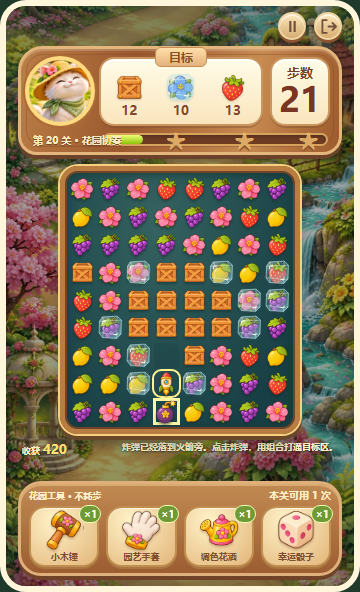 目标
12
10
13
步数
21
第 20 关 · 花园协奏
收获 420
炸弹已经落到火箭旁。点击炸弹，用组合打通目标区。
花园工具 · 不耗步
本关可用 1 次
×1
×1
×1
×1
小木锤
园艺手套
调色花洒
幸运骰子